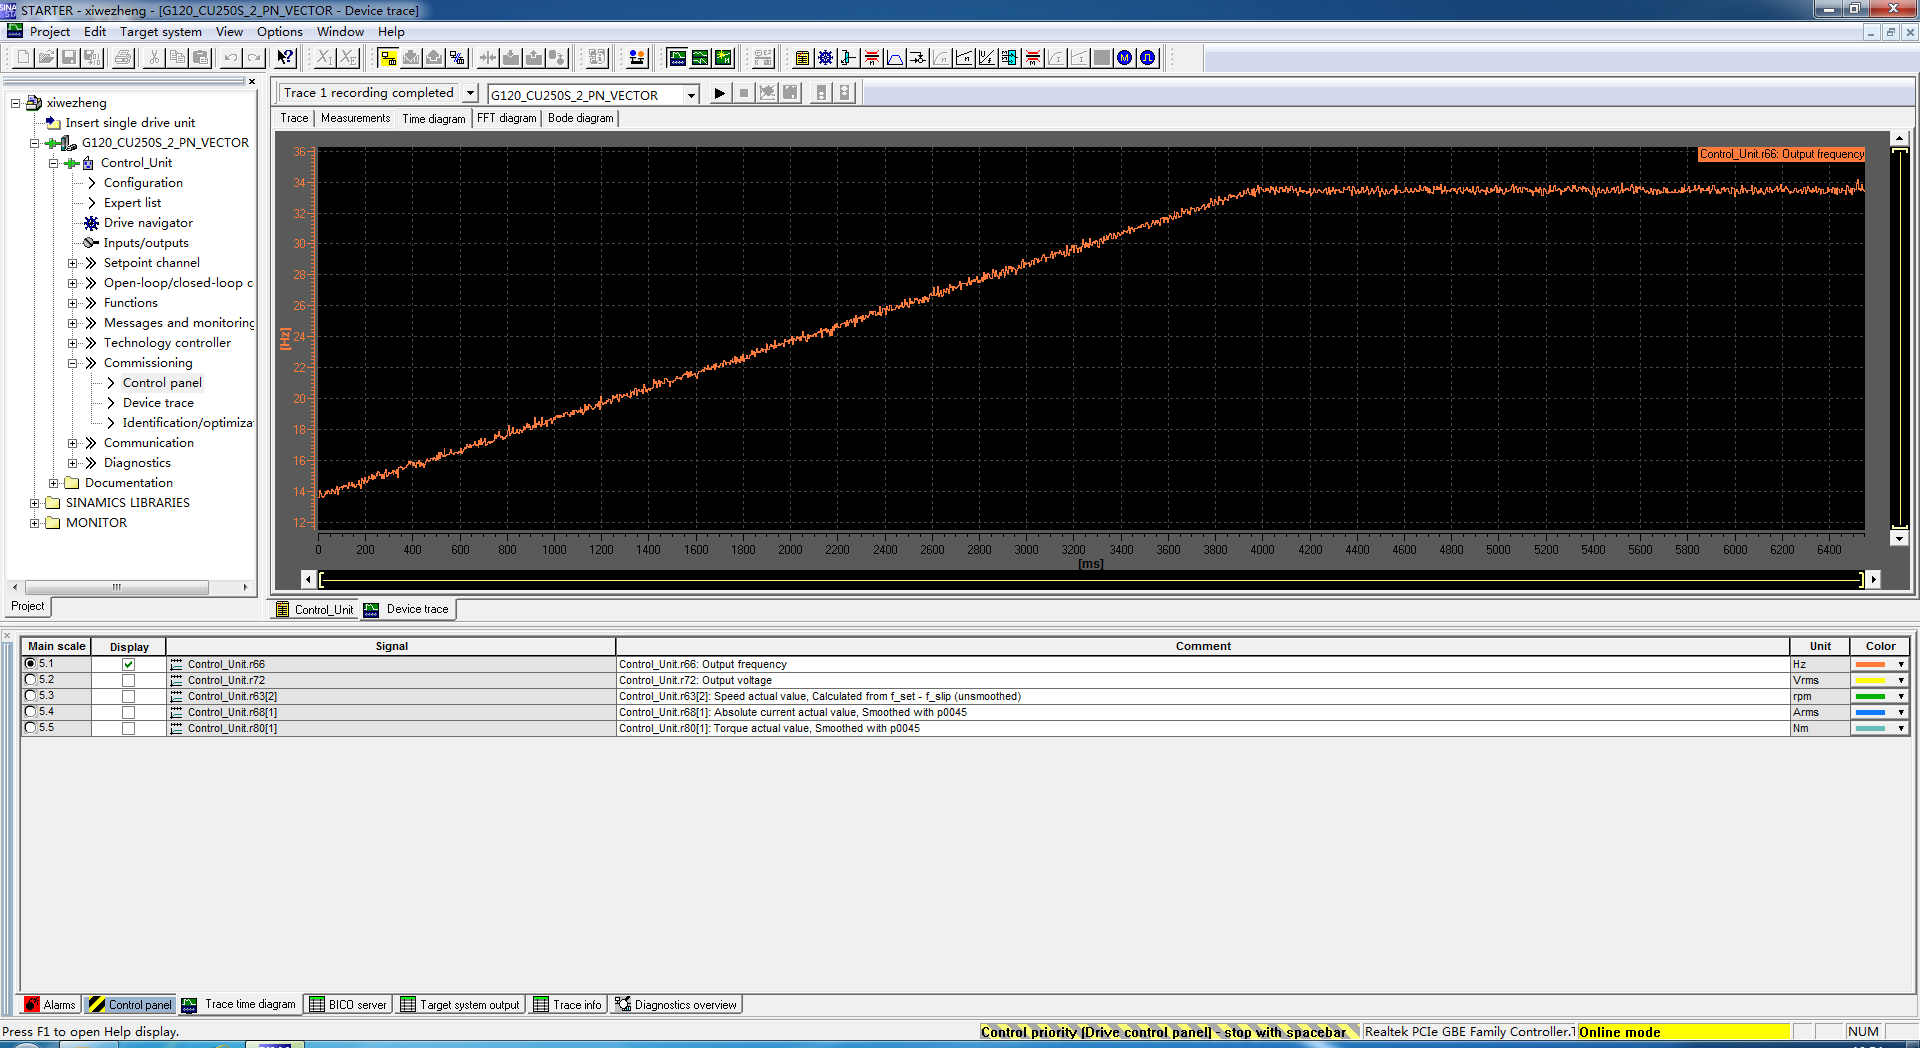 STARTER - xiwezheng - [G120_CU250S_2_PN_VECTOR - Device trace]
Project Edit Target system View Options Window Help
Trace 1 recording completed G120_CU250S_2_PN_VECTOR
Trace Measurements Time diagram FFT diagram Bode diagram
xiwezheng
Insert single drive unit
G120_CU250S_2_PN_VECTOR
Control_Unit
Configuration
Expert list
Drive navigator
Inputs/outputs
Setpoint channel
Open-loop/closed-loop c
Functions
Messages and monitoring
Technology controller
Commissioning
Control panel
Device trace
Identification/optimiza
Communication
Diagnostics
Documentation
SINAMICS LIBRARIES
MONITOR
Project
Control_Unit.r66: Output frequency
36
34
32
30
28
26
24
22
20
18
16
14
12
[Hz]
0 200 400 600 800 1000 1200 1400 1600 1800 2000 2200 2400 2600 2800 3000 3200 3400 3600 3800 4000 4200 4400 4600 4800 5000 5200 5400 5600 5800 6000 6200 6400
[ms]
Control_Unit Device trace
Main scale Display Signal Comment Unit Color
5.1 Control_Unit.r66 Control_Unit.r66: Output frequency Hz
5.2 Control_Unit.r72 Control_Unit.r72: Output voltage Vrms
5.3 Control_Unit.r63[2] Control_Unit.r63[2]: Speed actual value, Calculated from f_set - f_slip (unsmoothed) rpm
5.4 Control_Unit.r68[1] Control_Unit.r68[1]: Absolute current actual value, Smoothed with p0045 Arms
5.5 Control_Unit.r80[1] Control_Unit.r80[1]: Torque actual value, Smoothed with p0045 Nm
Alarms Control panel Trace time diagram BICO server Target system output Trace info Diagnostics overview
Press F1 to open Help display. Control priority [Drive control panel] - stop with spacebar Realtek PCIe GBE Family Controller.T Online mode NUM